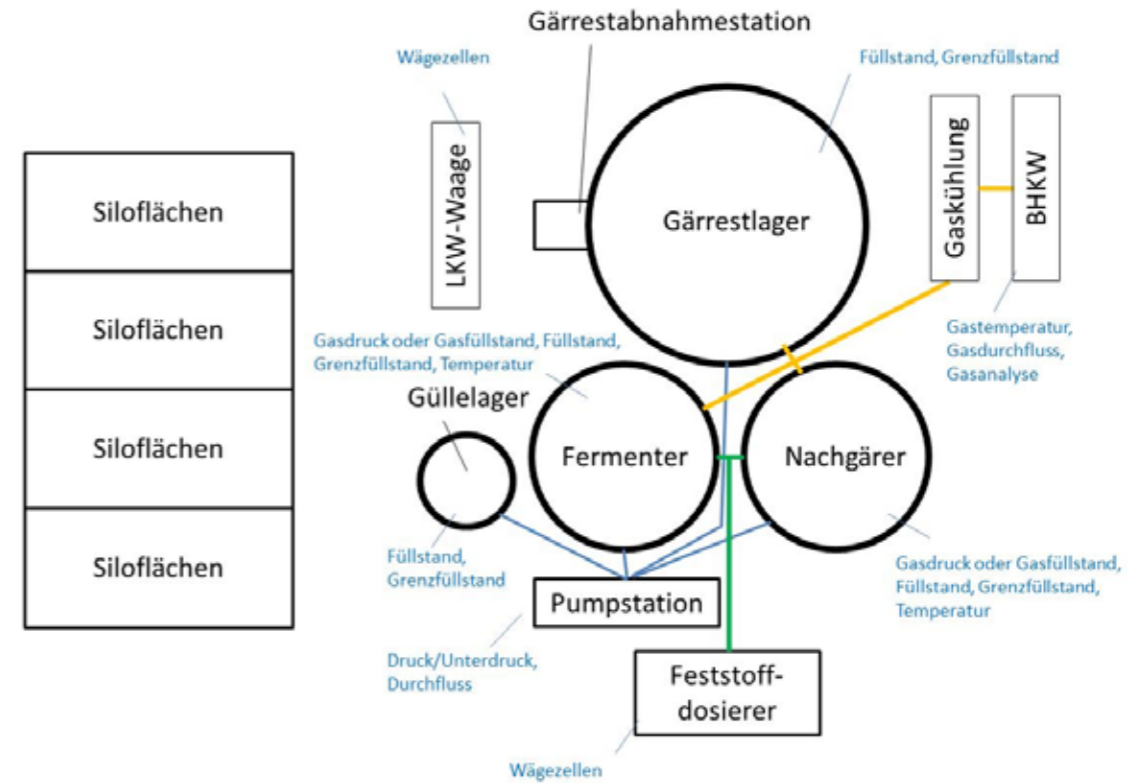 Gärrestabnahmestation
Wägezellen
Füllstand, Grenzfüllstand
Siloflächen
Siloflächen
Siloflächen
Siloflächen
LKW-Waage
Gärrestlager
Gaskühlung
BHKW
Gastemperatur,
Gasdurchfluss,
Gasanalyse
Gasdruck oder Gasfüllstand, Füllstand,
Grenzfüllstand, Temperatur
Güllelager
Fermenter
Nachgärer
Füllstand,
Grenzfüllstand
Gasdruck oder Gasfüllstand,
Füllstand, Grenzfüllstand,
Temperatur
Pumpstation
Druck/Unterdruck,
Durchfluss
Feststoff-
dosierer
Wägezellen